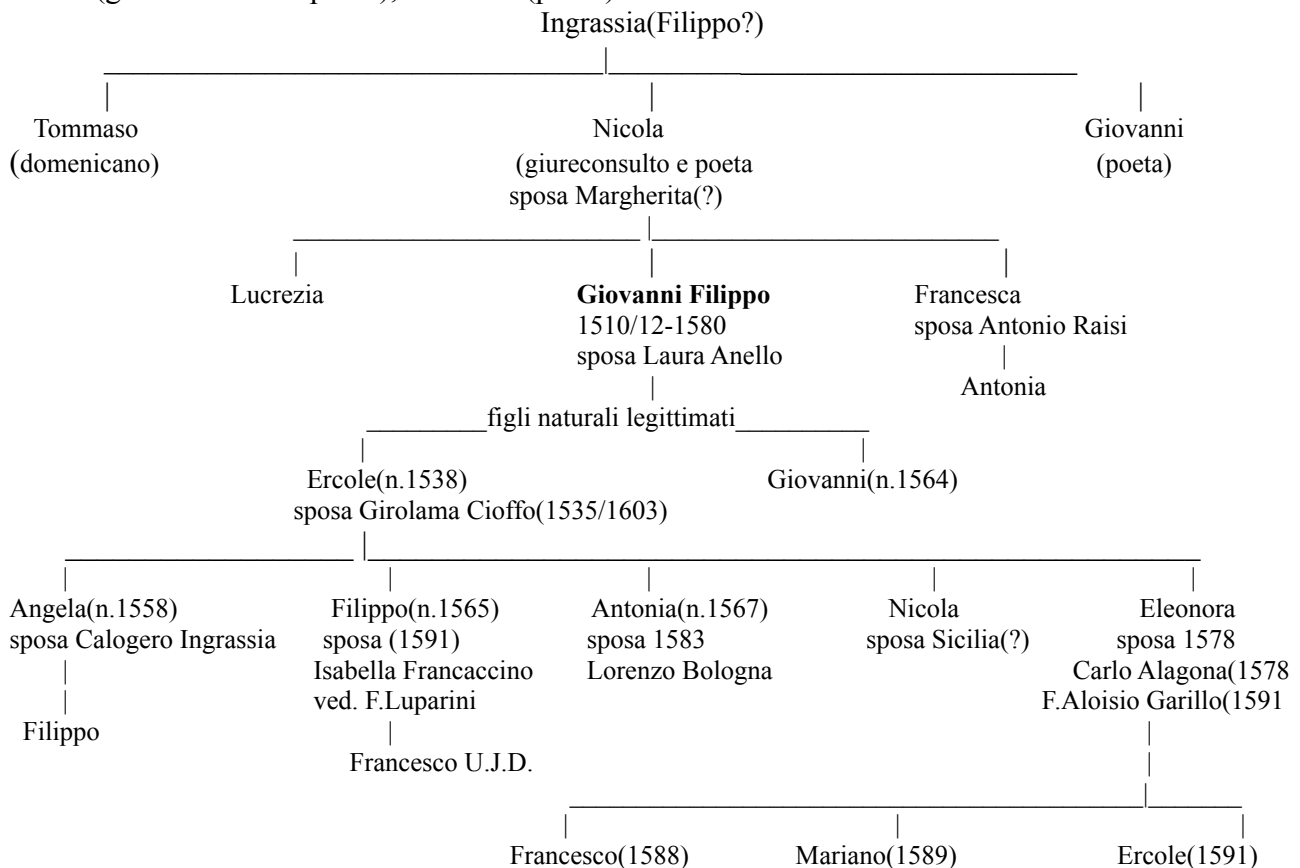 Ingrassia(Filippo?)
Tommaso Nicola Giovanni
(domenicano) (giureconsulto e poeta (poeta)
sposa Margherita(?)
Lucrezia Giovanni Filippo Francesca
1510/12-1580 sposa Antonio Raisi
sposa Laura Anello
Antonia
figli naturali legittimati
Ercole(n.1538) Giovanni(n.1564)
sposa Girolama Cioffo(1535/1603)
Angela(n.1558) Filippo(n.1565) Antonia(n.1567) Nicola Eleonora
sposa Calogero Ingrassia sposa (1591) sposa 1583 sposa Sicilia(?) sposa 1578
Isabella Francaccino Lorenzo Bologna Carlo Alagona(1578
ved. F.Luparini F.Aloisio Garillo(1591
Filippo
Francesco U.J.D.
Francesco(1588) Mariano(1589) Ercole(1591)